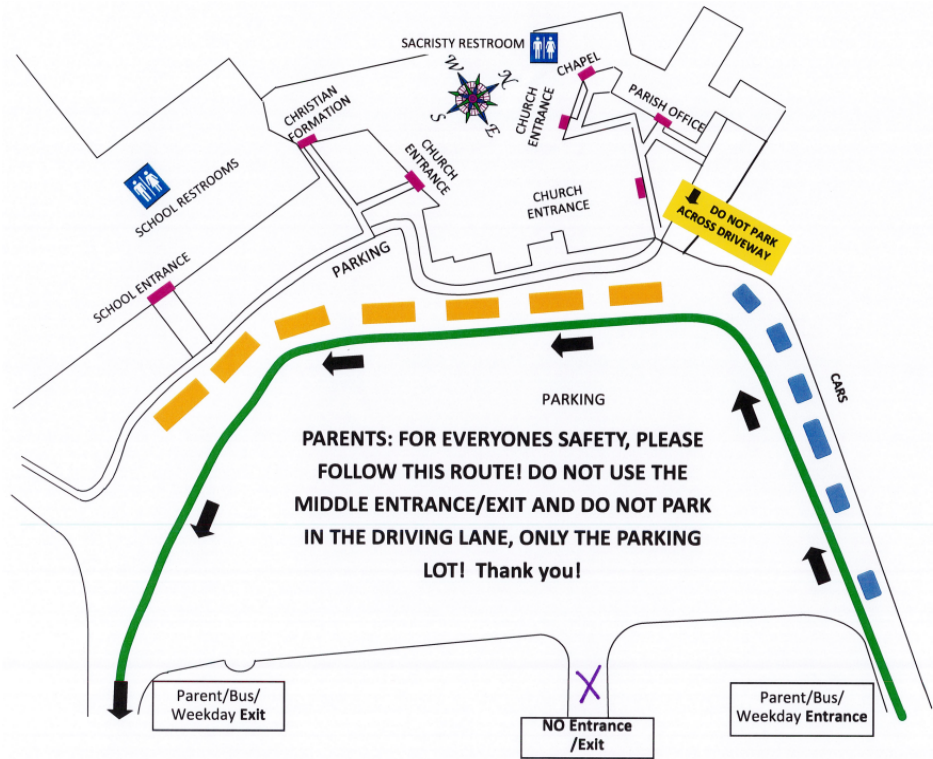 SACRISTY RESTROOM
CHAPEL
W
N
S
E
CHRISTIAN
FORMATION
CHURCH
ENTRANCE
PARISH OFFICE
CHURCH
ENTRANCE
SCHOOL RESTROOMS
CHURCH
ENTRANCE
DO NOT PARK
ACROSS DRIVEWAY
PARKING
SCHOOL ENTRANCE
CARS
PARKING
PARENTS: FOR EVERYONES SAFETY, PLEASE
FOLLOW THIS ROUTE! DO NOT USE THE
MIDDLE ENTRANCE/EXIT AND DO NOT PARK
IN THE DRIVING LANE, ONLY THE PARKING
LOT! Thank you!
X
Parent/Bus/
Weekday Exit
NO Entrance
/Exit
Parent/Bus/
Weekday Entrance